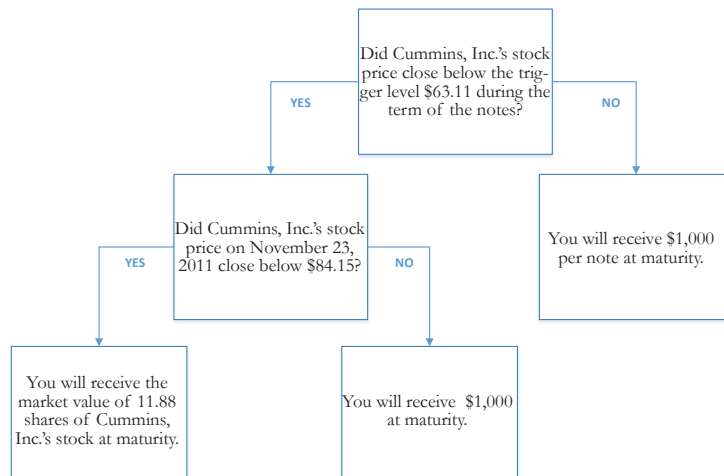 Did Cummins, Inc.'s stock
price close below the trig-
ger level $63.11 during the
term of the notes?
YES
NO
Did Cummins, Inc.'s stock
price on November 23,
2011 close below $84.15?
You will receive $1,000
per note at maturity.
YES
NO
You will receive the
market value of 11.88
shares of Cummins,
Inc.'s stock at maturity.
You will receive  $1,000
at maturity.